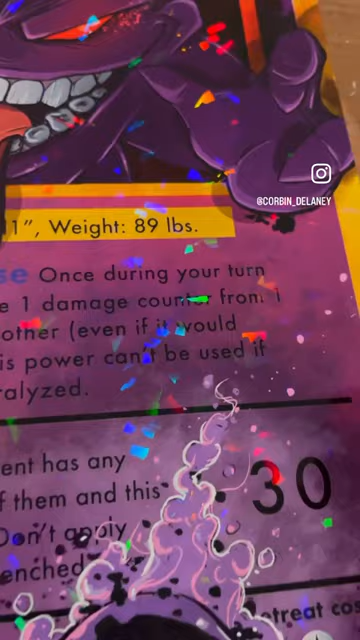 @CORBIN_DELANEY
1”, Weight: 89 lbs.
se Once during your turn
e 1 damage counter from 1
other (even if it would
is power can't be used if
ralyzed.
ent has any
f them and this
30
Don't apply
enched
etreat cos